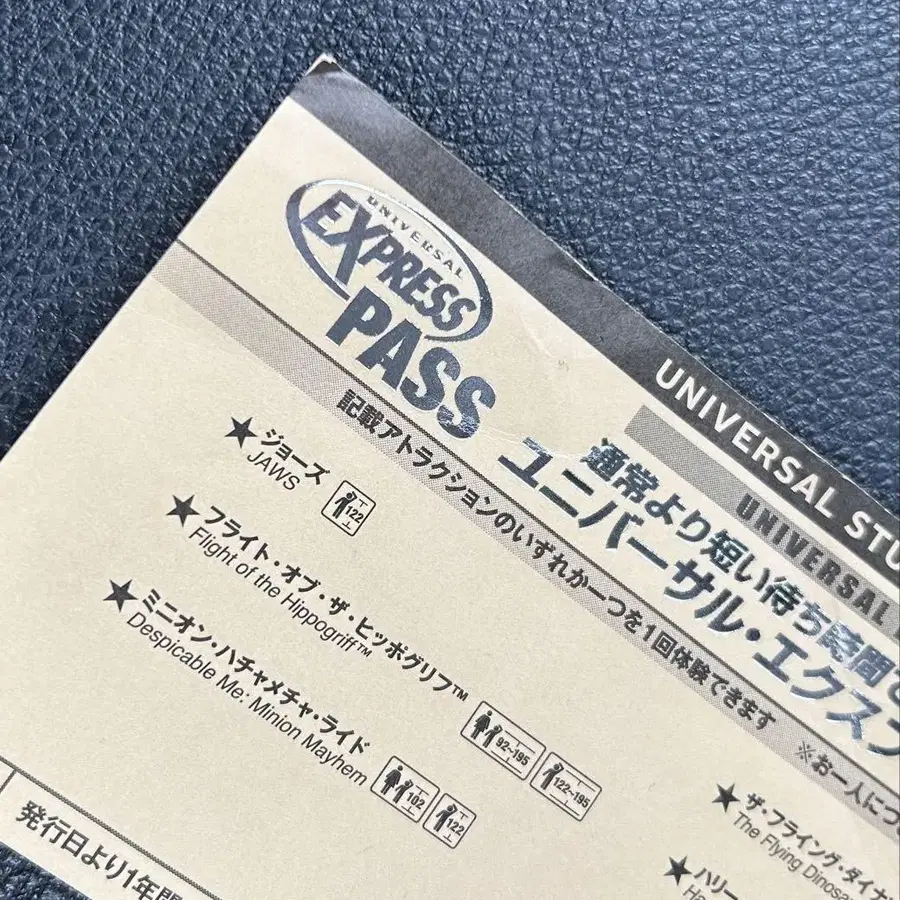 UNIVERSAL STU
UNIVERSAL
UNIVERSAL
EXPRESS
PASS
通常より短い待ち時間
ユニバーサル・エクス
記載アトラクションのいずれか一つを1回体験できます ※お一人につ
★ ジョーズ
JAWS
122
★ フライト・オブ・ザ・ヒッポグリフ™
Flight of the Hippogriff™
92~195
122~195
★ ミニオン・ハチャメチャ・ライド
Despicable Me: Minion Mayhem
102
122
★ ザ・フライング・ダイナ
The Flying Dinosa
★ ハリー
Ha
発行日より1年間